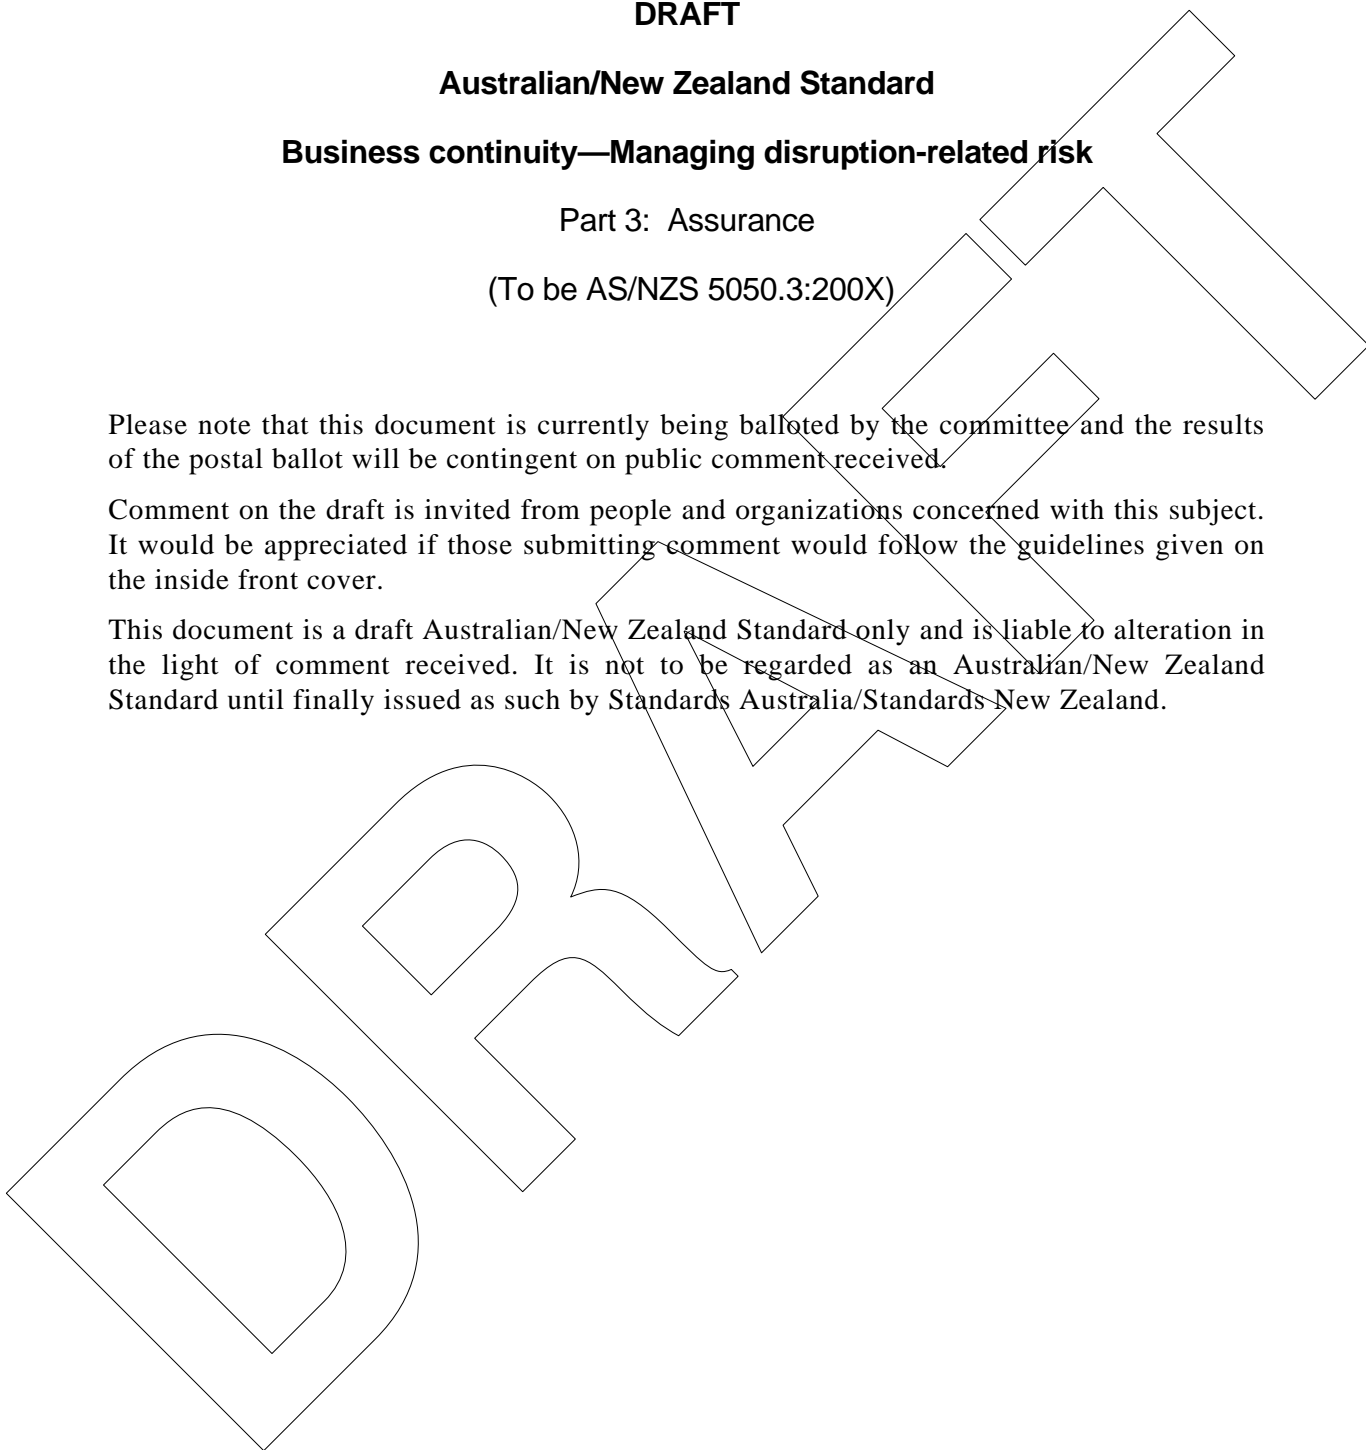 DRAFT
Australian/New Zealand Standard
Business continuity—Managing disruption-related risk
Part 3: Assurance
(To be AS/NZS 5050.3:200X)
Please note that this document is currently being balloted by the committee and the results
of the postal ballot will be contingent on public comment received.
Comment on the draft is invited from people and organizations concerned with this subject.
It would be appreciated if those submitting comment would follow the guidelines given on
the inside front cover.
This document is a draft Australian/New Zealand Standard only and is liable to alteration in
the light of comment received. It is not to be regarded as an Australian/New Zealand
Standard until finally issued as such by Standards Australia/Standards New Zealand.
DRAFT